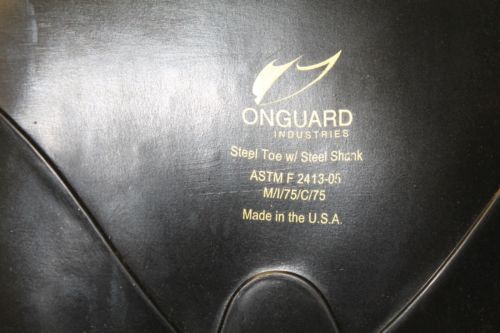 ONGUARD
INDUSTRIES
Steel Toe w/ Steel Shank
ASTM F 2413-05
M/I/75/C/75
Made in the U.S.A.